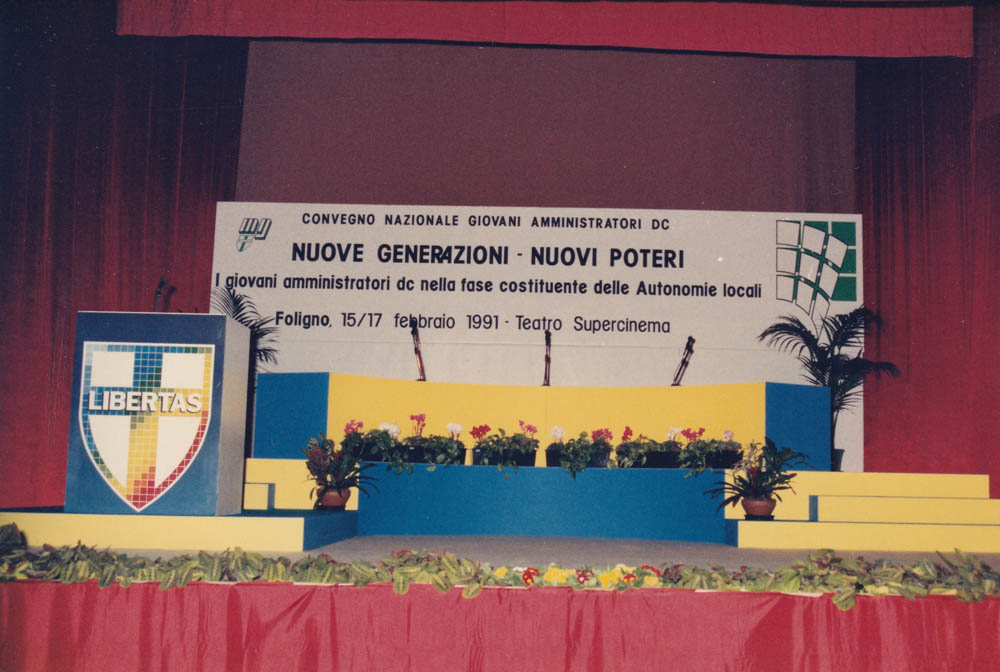 CONVEGNO NAZIONALE GIOVANI AMMINISTRATORI DC
NUOVE GENERAZIONI - NUOVI POTERI
I giovani amministratori dc nella fase costituente delle Autonomie locali
Foligno, 15/17 febbraio 1991 - Teatro Supercinema
LIBERTAS